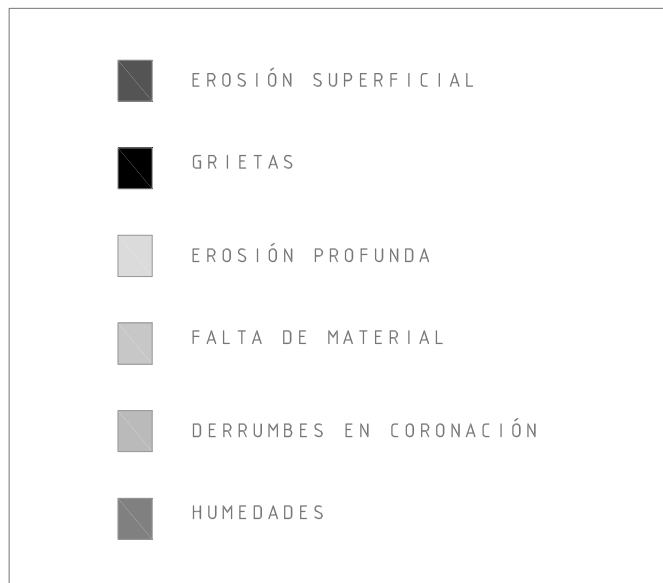 EROSIÓN SUPERFICIAL
GRIETAS
EROSIÓN PROFUNDA
FALTA DE MATERIAL
DERRUMBES EN CORONACIÓN
HUMEDADES